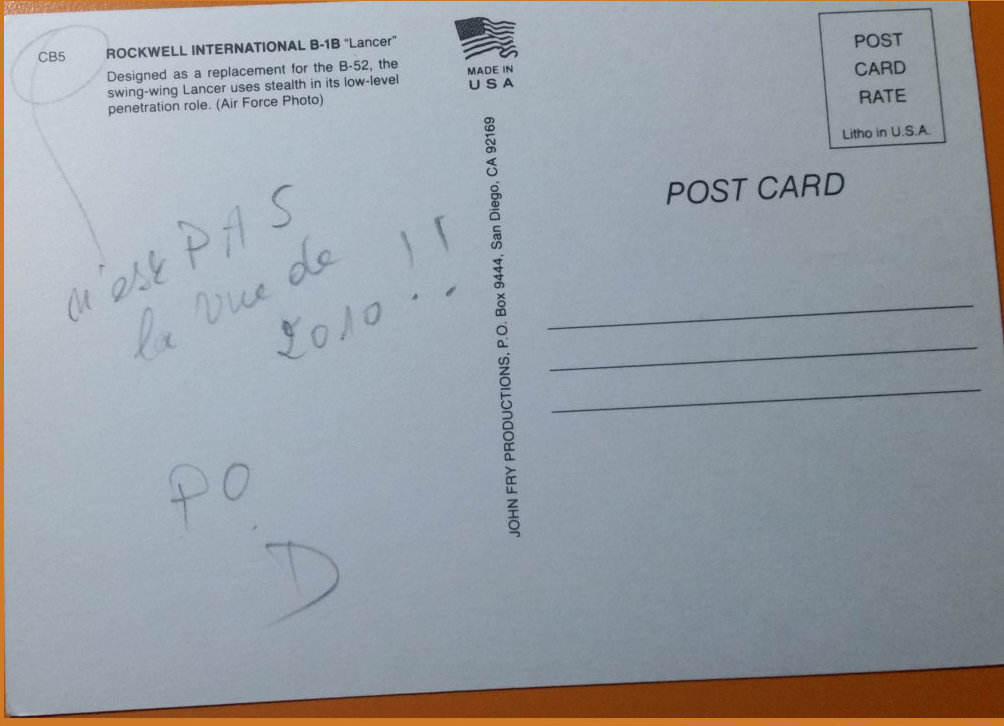 CB5
ROCKWELL INTERNATIONAL B-1B “Lancer”
Designed as a replacement for the B-52, the
swing-wing Lancer uses stealth in its low-level
penetration role. (Air Force Photo)
n'est PAS
la vue de
2010 !!
PO
D
MADE IN
USA
JOHN FRY PRODUCTIONS, P.O. Box 9444, San Diego, CA 92169
POST
CARD
RATE
Litho in U.S.A.
POST CARD